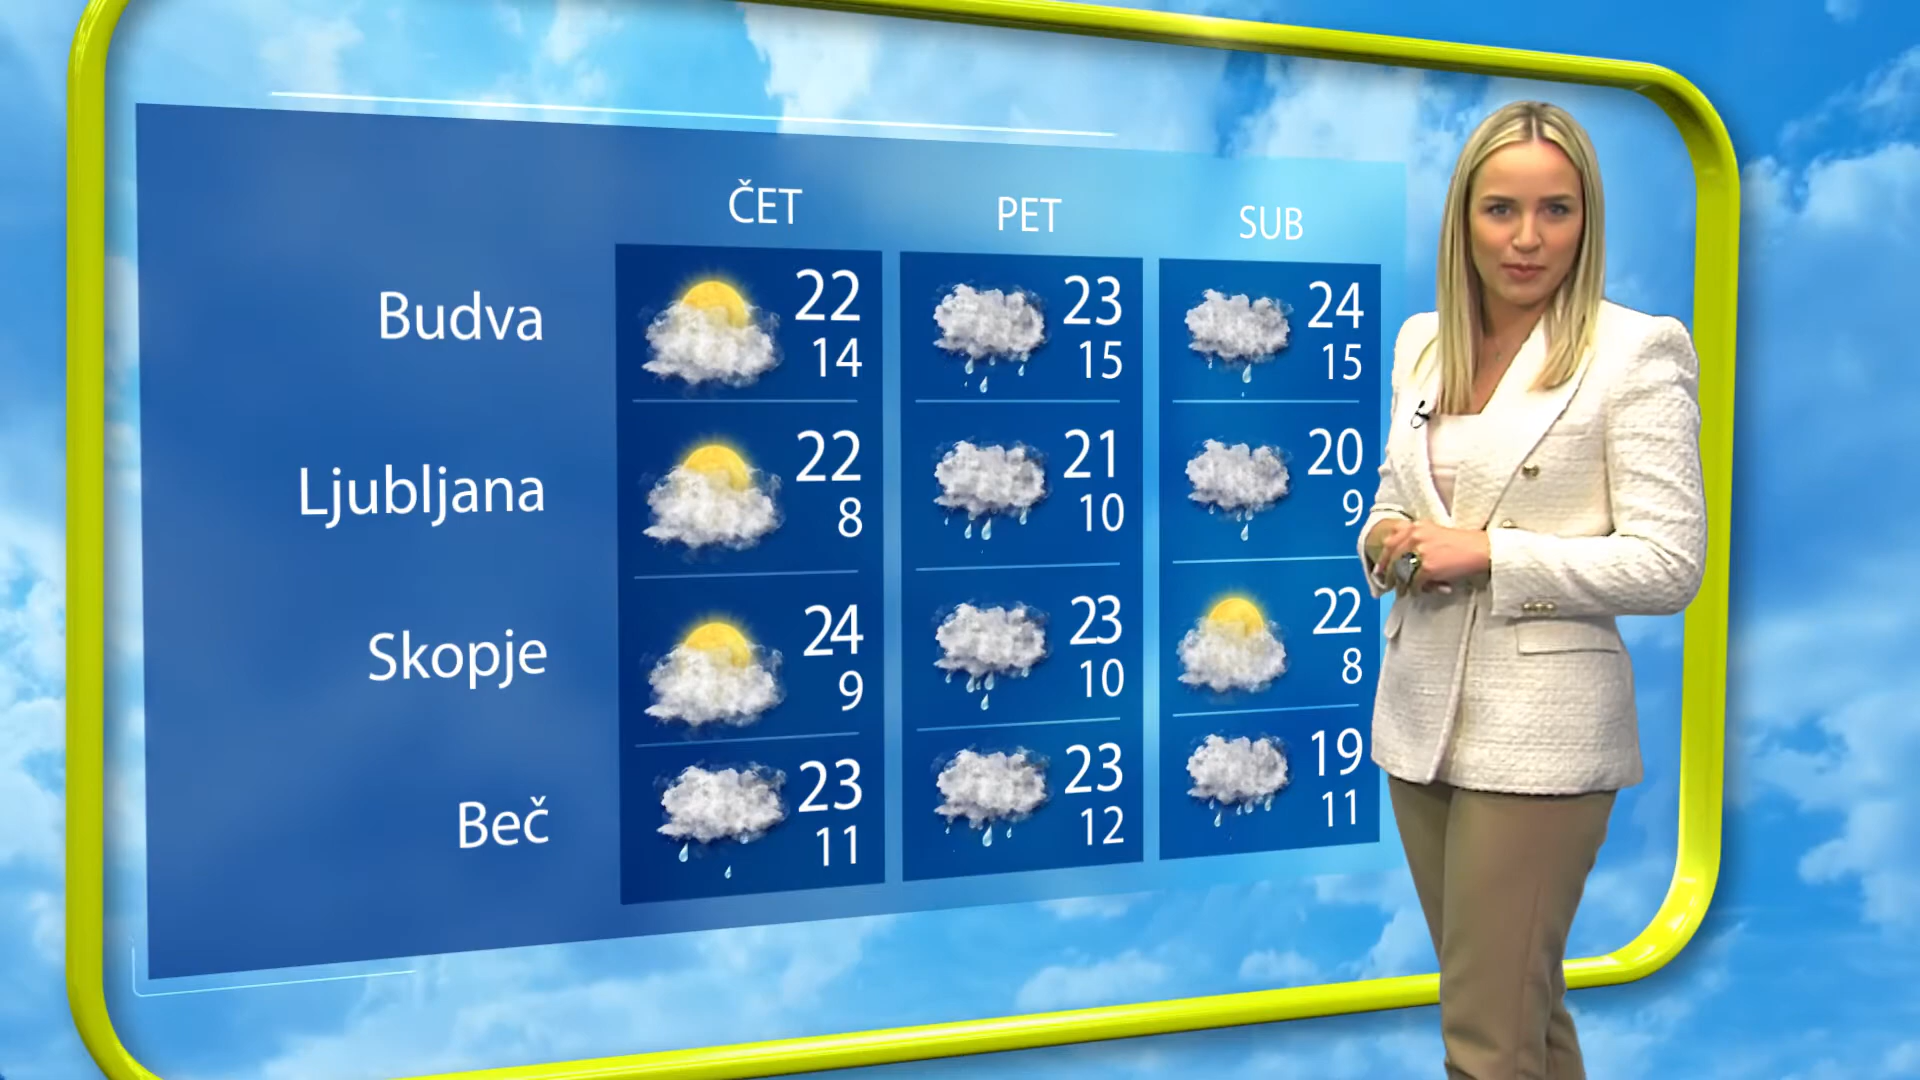 ČET PET SUB
Budva 22 14 23 15 24 15
Ljubljana 22 8 21 10 20 9
Skopje 24 9 23 10 22 8
Beč 23 11 23 12 19 11